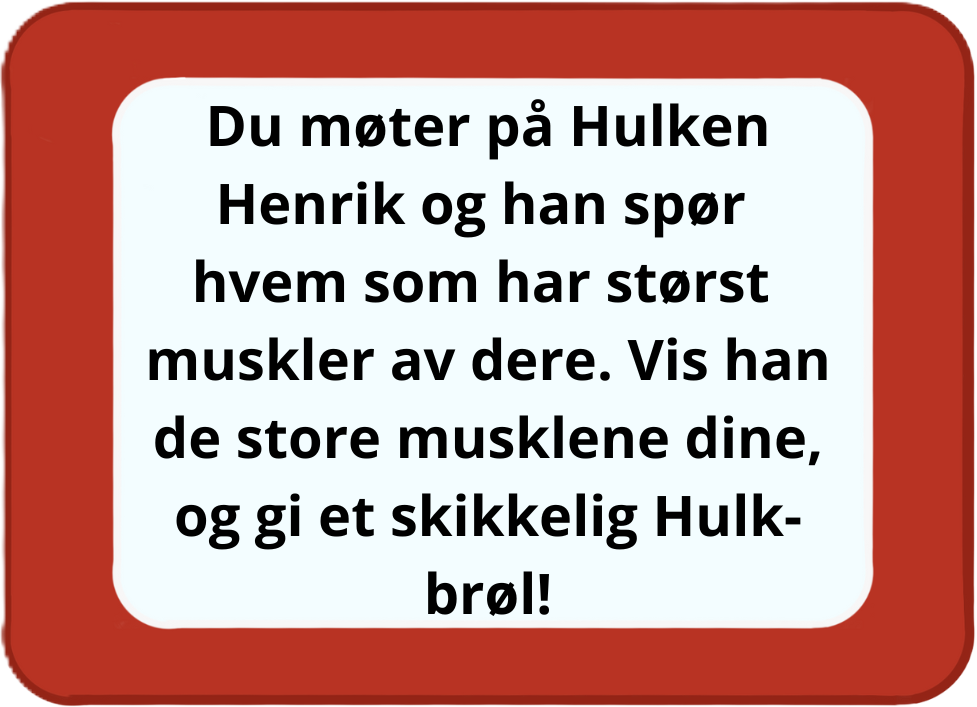 Du møter på Hulken
Henrik og han spør
hvem som har størst
muskler av dere. Vis han
de store musklene dine,
og gi et skikkelig Hulk-
brøl!